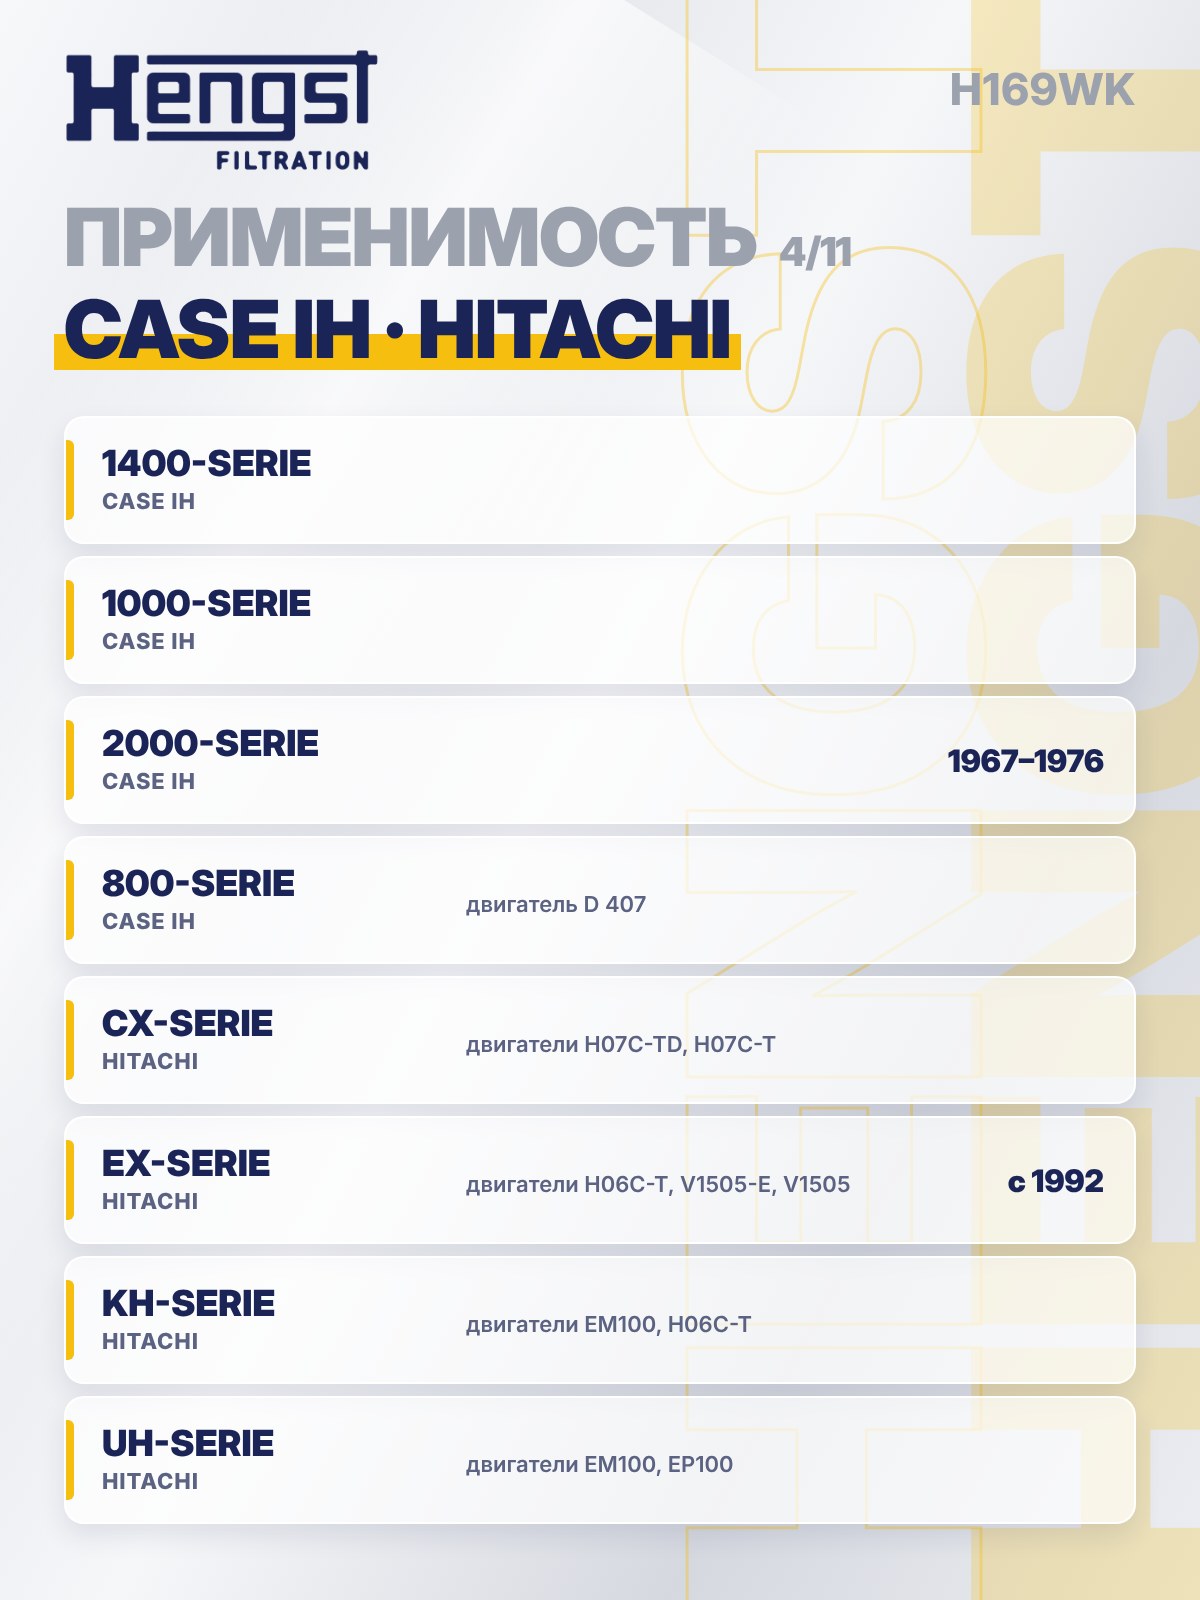 Hengst
FILTRATION
H169WK
ПРИМЕНИМОСТЬ 4/11
CASE IH · HITACHI
1400-SERIE
CASE IH
1000-SERIE
CASE IH
2000-SERIE
CASE IH
1967–1976
800-SERIE
CASE IH
двигатель D 407
CX-SERIE
HITACHI
двигатели H07C-TD, H07C-T
EX-SERIE
HITACHI
двигатели H06C-T, V1505-E, V1505
с 1992
KH-SERIE
HITACHI
двигатели EM100, H06C-T
UH-SERIE
HITACHI
двигатели EM100, EP100
HENGST
HENGST